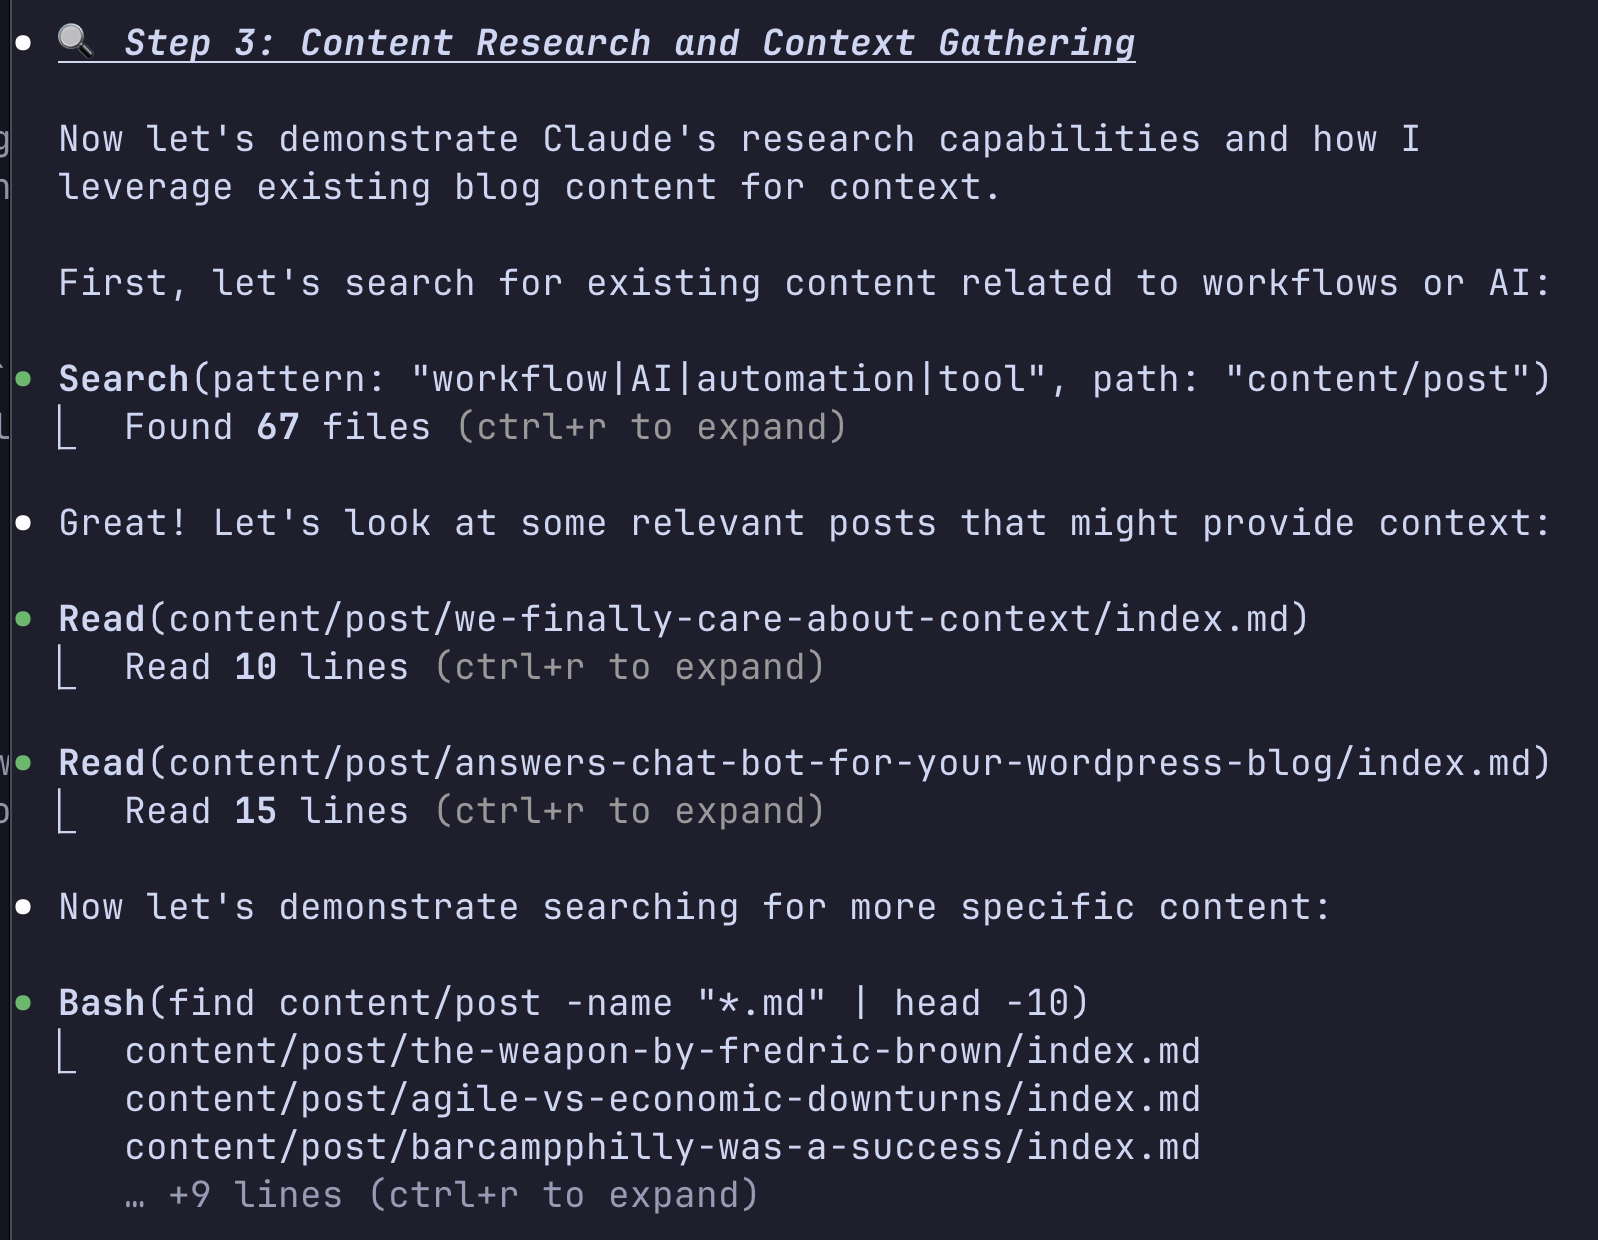 🔍 Step 3: Content Research and Context Gathering
Now let's demonstrate Claude's research capabilities and how I
leverage existing blog content for context.
First, let's search for existing content related to workflows or AI:
Search(pattern: "workflow|AI|automation|tool", path: "content/post")
Found 67 files (ctrl+r to expand)
Great! Let's look at some relevant posts that might provide context:
Read(content/post/we-finally-care-about-context/index.md)
Read 10 lines (ctrl+r to expand)
Read(content/post/answers-chat-bot-for-your-wordpress-blog/index.md)
Read 15 lines (ctrl+r to expand)
Now let's demonstrate searching for more specific content:
Bash(find content/post -name "*.md" | head -10)
content/post/the-weapon-by-fredric-brown/index.md
content/post/agile-vs-economic-downturns/index.md
content/post/barcampphilly-was-a-success/index.md
… +9 lines (ctrl+r to expand)